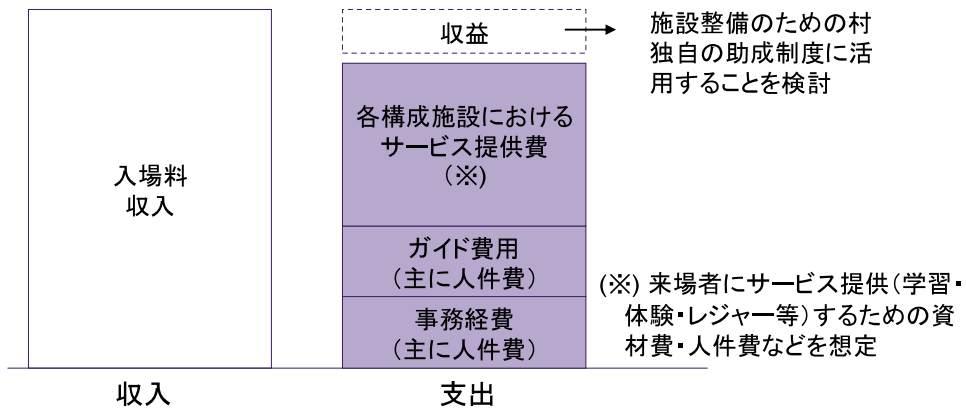 収益
施設整備のための村
独自の助成制度に活
用することを検討
各構成施設における
サービス提供費
(※)
入場料
収入
ガイド費用
(主に人件費)
事務経費
(主に人件費)
(※) 来場者にサービス提供(学習・
体験・レジャー等)するための資
材費・人件費などを想定
収入
支出